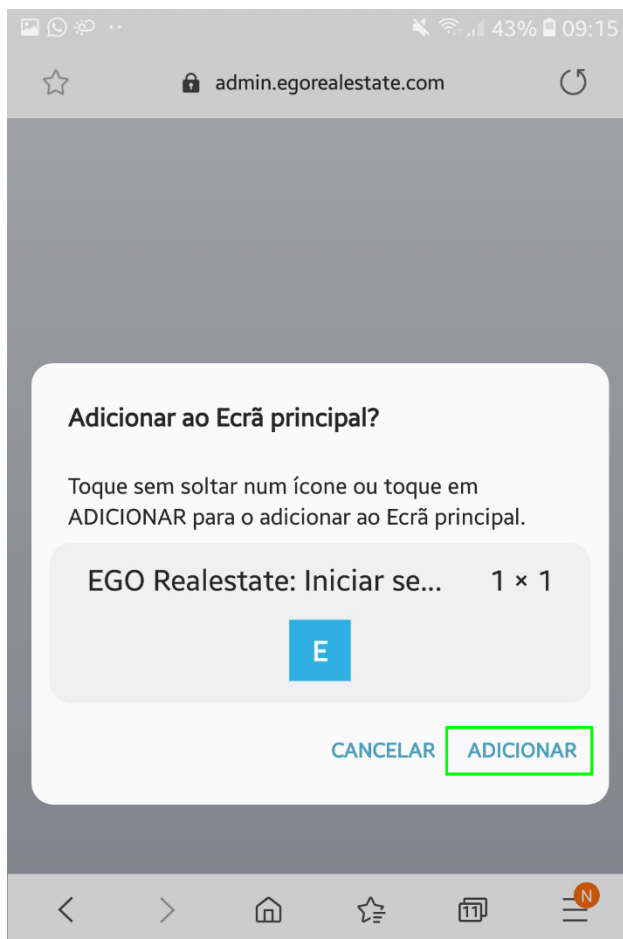 43% 09:15
admin.egorealestate.com
Adicionar ao Ecrã principal?
Toque sem soltar num ícone ou toque em
ADICIONAR para o adicionar ao Ecrã principal.
EGO Realestate: Iniciar se... 1 × 1
E
CANCELAR ADICIONAR
11
N